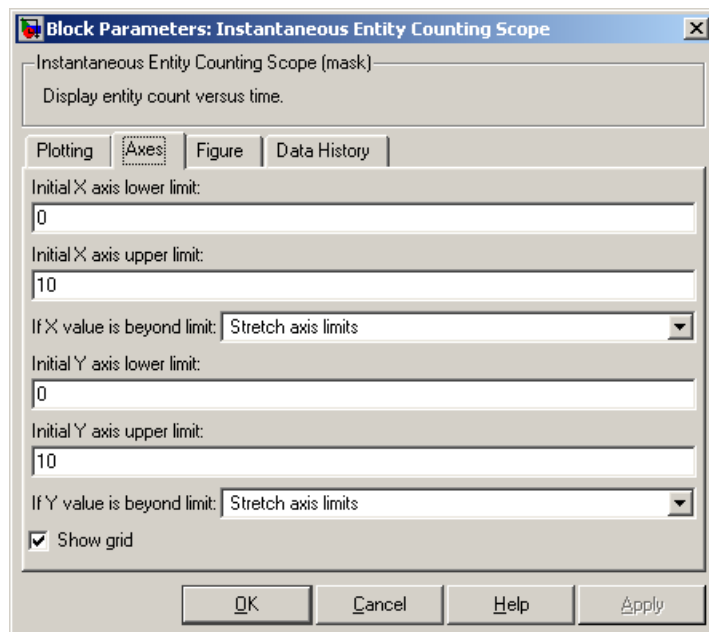 Block Parameters: Instantaneous Entity Counting Scope
Instantaneous Entity Counting Scope (mask)
Display entity count versus time.
Plotting Axes Figure Data History
Initial X axis lower limit:
0
Initial X axis upper limit:
10
If X value is beyond limit: Stretch axis limits
Initial Y axis lower limit:
0
Initial Y axis upper limit:
10
If Y value is beyond limit: Stretch axis limits
Show grid
OK Cancel Help Apply